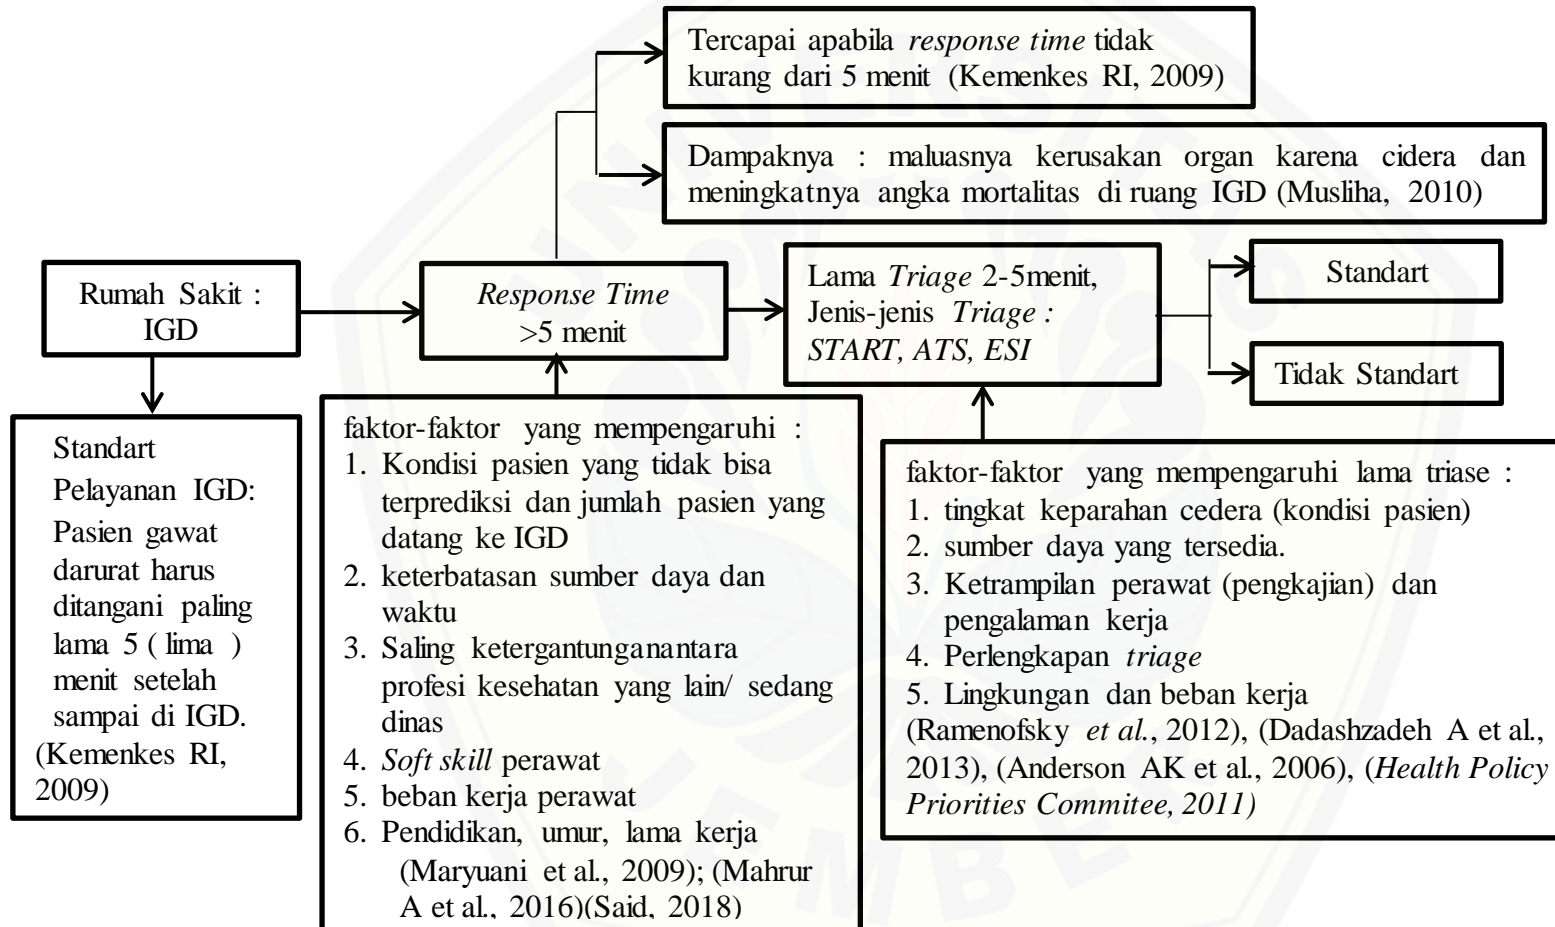 Tercapai apabila response time tidak
kurang dari 5 menit (Kemenkes RI, 2009)
Dampaknya : maluasnya kerusakan organ karena cidera dan
meningkatnya angka mortalitas di ruang IGD (Musliha, 2010)
Rumah Sakit :
IGD
Response Time
>5 menit
Lama Triage 2-5menit,
Jenis-jenis Triage :
START, ATS, ESI
Standart
Tidak Standart
Standart
Pelayanan IGD:
Pasien gawat
darurat harus
ditangani paling
lama 5 ( lima )
menit setelah
sampai di IGD.
(Kemenkes RI,
2009)
faktor-faktor yang mempengaruhi :
1. Kondisi pasien yang tidak bisa
terprediksi dan jumlah pasien yang
datang ke IGD
2. keterbatasan sumber daya dan
waktu
3. Saling ketergantunganantara
profesi kesehatan yang lain/ sedang
dinas
4. Soft skill perawat
5. beban kerja perawat
6. Pendidikan, umur, lama kerja
(Maryuani et al., 2009); (Mahrur
A et al., 2016)(Said, 2018)
faktor-faktor yang mempengaruhi lama triase :
1. tingkat keparahan cedera (kondisi pasien)
2. sumber daya yang tersedia.
3. Ketrampilan perawat (pengkajian) dan
pengalaman kerja
4. Perlengkapan triage
5. Lingkungan dan beban kerja
(Ramenofsky et al., 2012), (Dadashzadeh A et al.,
2013), (Anderson AK et al., 2006), (Health Policy
Priorities Commitee, 2011)
UNIVERSITAS
JEMBER